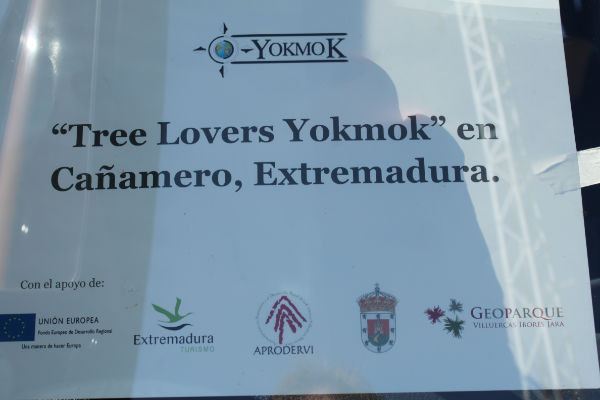 YOKMOK
“Tree Lovers Yokmok” en
Cañamero, Extremadura.
Con el apoyo de:
UNIÓN EUROPEA
Fondo Europeo de Desarrollo Regional
Una manera de hacer Europa
Extremadura
TURISMO
APRODERVI
GEOPARQUE
VILLUERCAS IBORES JARA